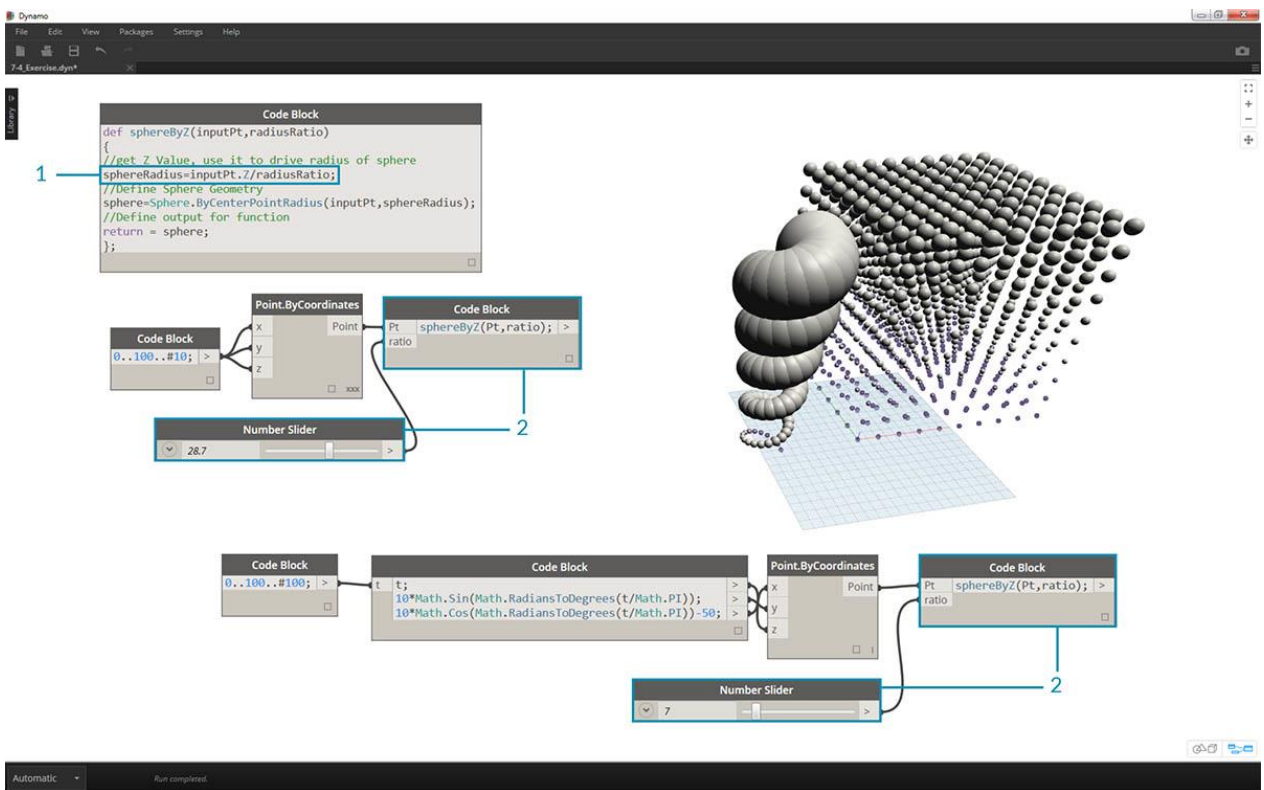 Dynamo
File Edit View Packages Settings Help
7-4_Exercise.dyn*
Library
Code Block
def sphereByZ(inputPt,radiusRatio)
{
//get Z Value, use it to drive radius of sphere
1
sphereRadius=inputPt.Z/radiusRatio;
//Define Sphere Geometry
sphere=Sphere.ByCenterPointRadius(inputPt,sphereRadius);
//Define output for function
return = sphere;
};
Code Block
0..100..#10; >
Point.ByCoordinates
x Point
y
z
xxx
Code Block
Pt sphereByZ(Pt,ratio); >
ratio
2
Number Slider
28.7 >
Code Block
0..100..#100; >
Code Block
t t; >
10*Math.Sin(Math.RadiansToDegrees(t/Math.PI)); >
10*Math.Cos(Math.RadiansToDegrees(t/Math.PI))-50; >
Point.ByCoordinates
x Point
y
z
Code Block
Pt sphereByZ(Pt,ratio); >
ratio
2
Number Slider
7 >
Automatic
Run completed.